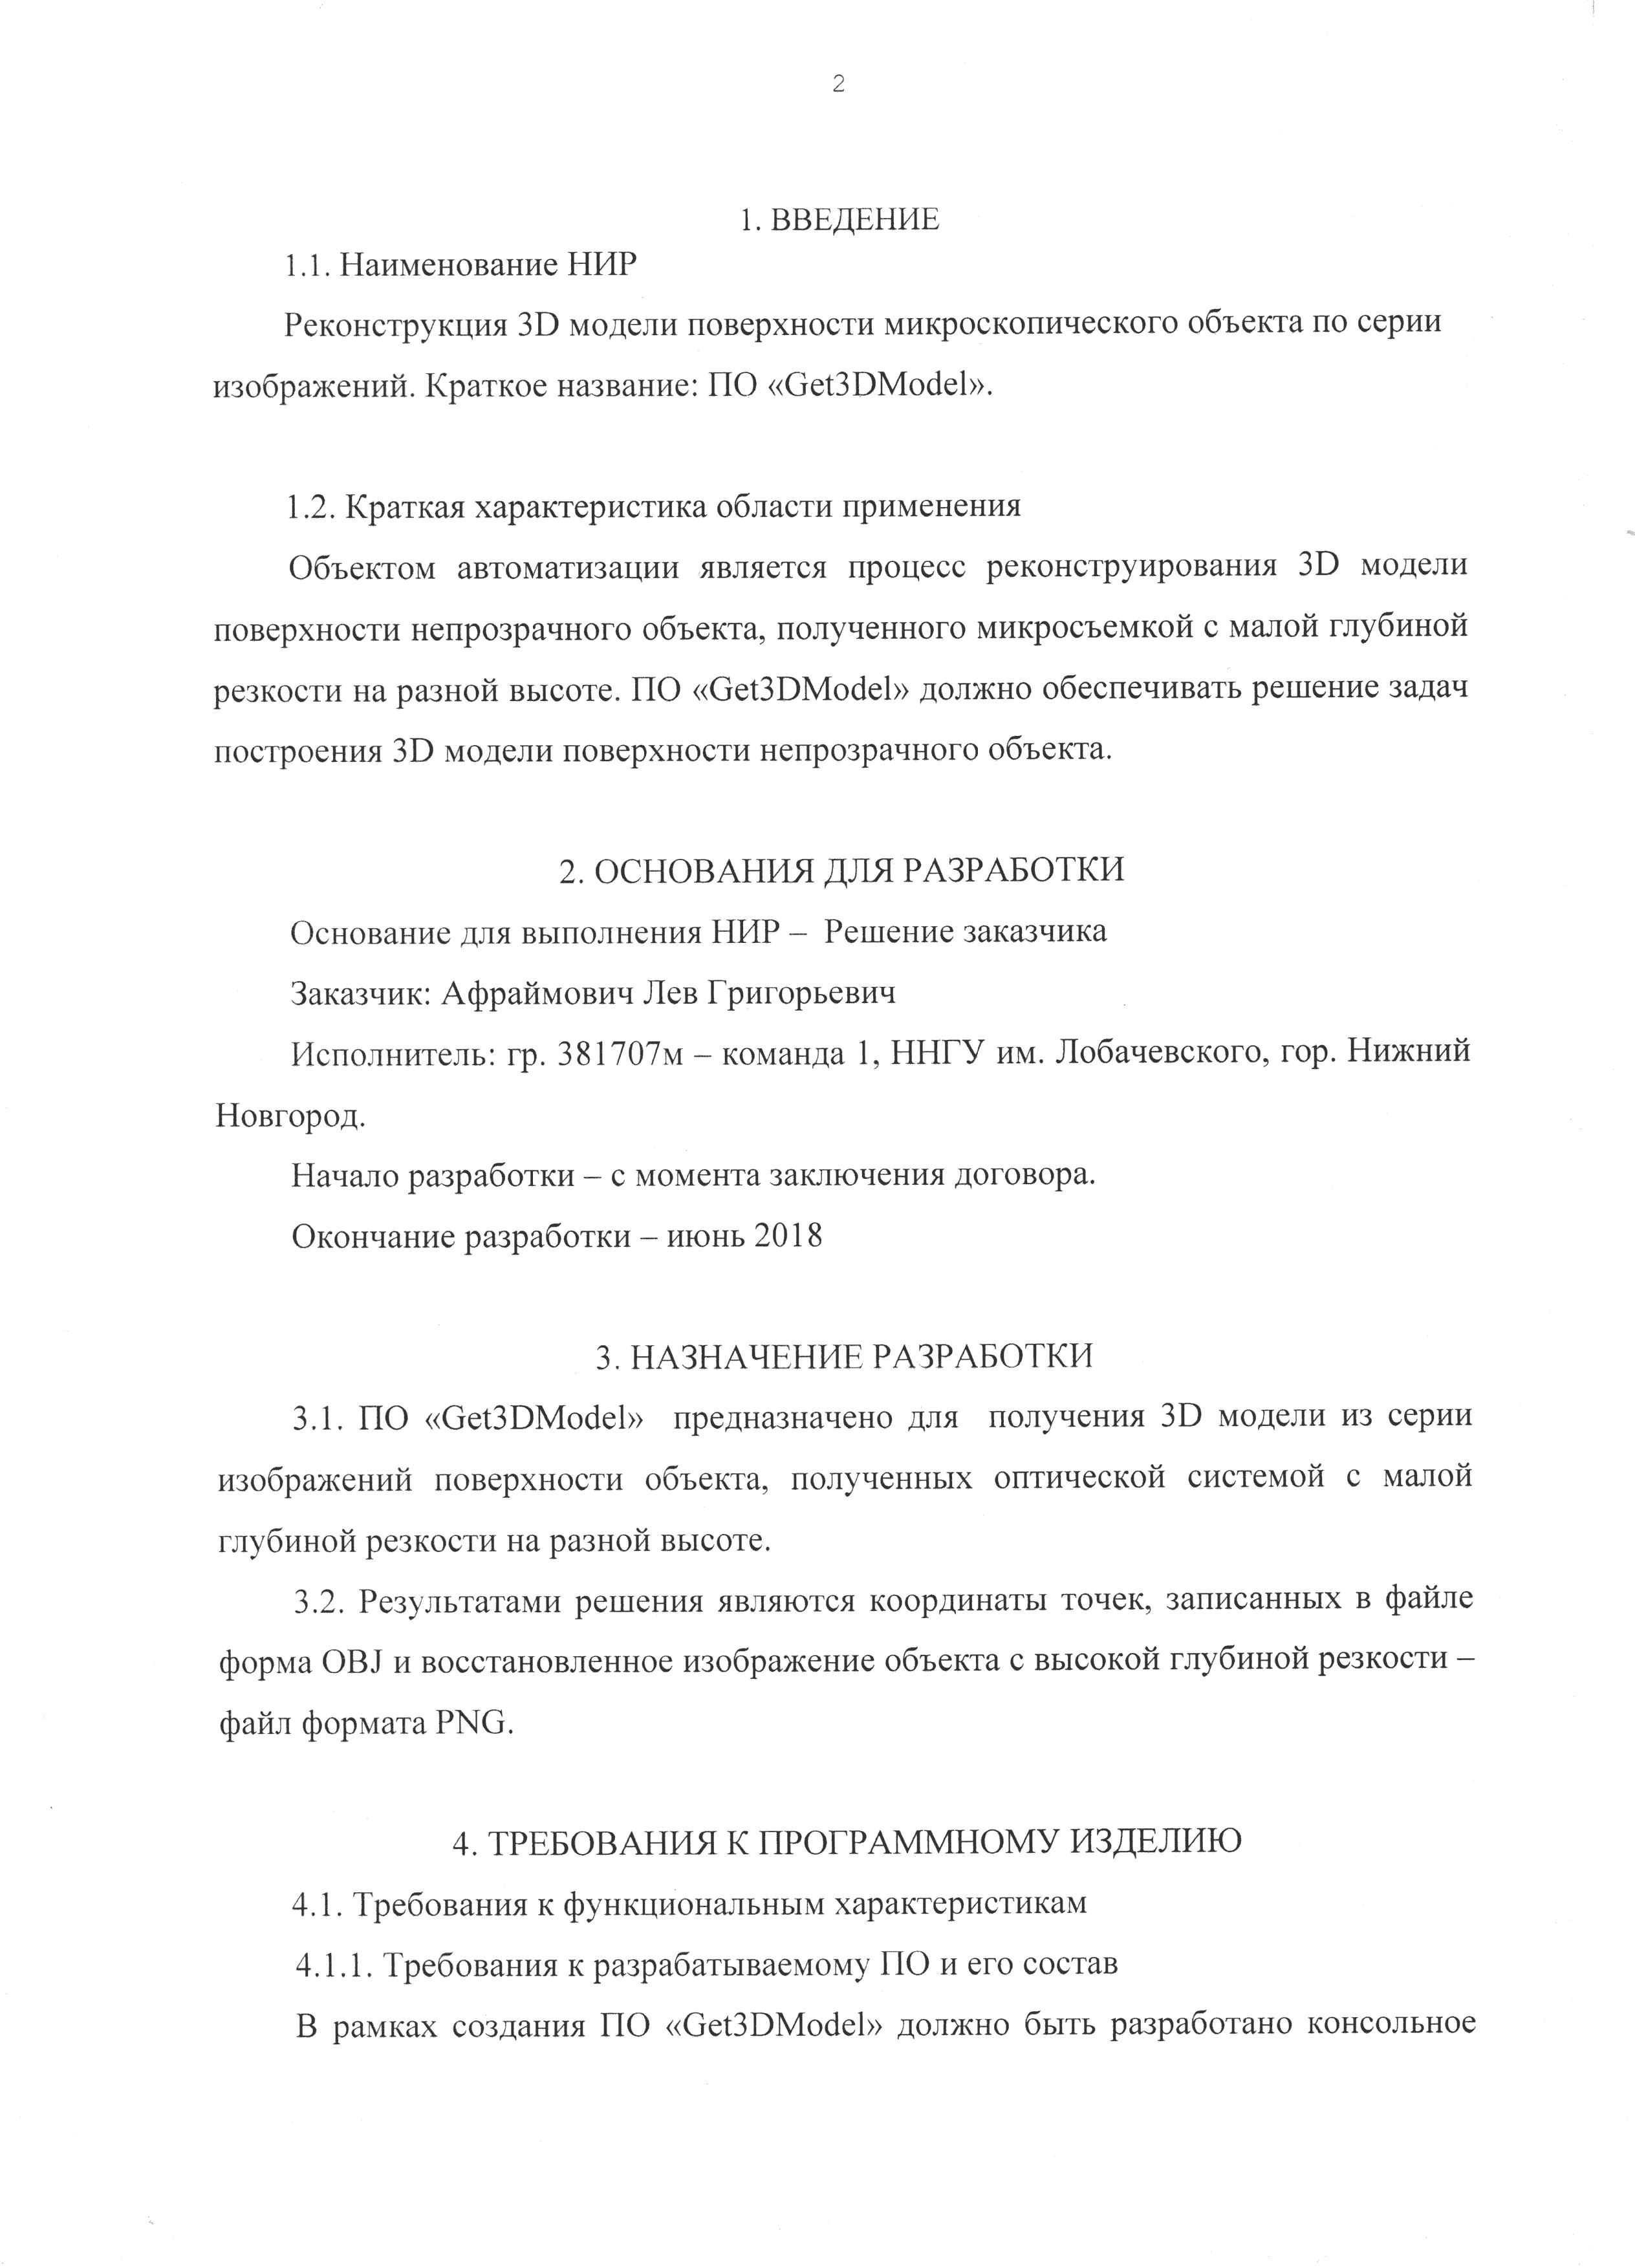 2
1. ВВЕДЕНИЕ
1.1. Наименование НИР
Реконструкция 3D модели поверхности микроскопического объекта по серии
изображений. Краткое название: ПО «Get3DModel».
1.2. Краткая характеристика области применения
Объектом автоматизации является процесс реконструирования 3D модели
поверхности непрозрачного объекта, полученного микросъемкой с малой глубиной
резкости на разной высоте. ПО «Get3DModel» должно обеспечивать решение задач
построения 3D модели поверхности непрозрачного объекта.
2. ОСНОВАНИЯ ДЛЯ РАЗРАБОТКИ
Основание для выполнения НИР – Решение заказчика
Заказчик: Афраймович Лев Григорьевич
Исполнитель: гр. 381707м – команда 1, ННГУ им. Лобачевского, гор. Нижний
Новгород.
Начало разработки – с момента заключения договора.
Окончание разработки – июнь 2018
3. НАЗНАЧЕНИЕ РАЗРАБОТКИ
3.1. ПО «Get3DModel» предназначено для получения 3D модели из серии
изображений поверхности объекта, полученных оптической системой с малой
глубиной резкости на разной высоте.
3.2. Результатами решения являются координаты точек, записанных в файле
форма OBJ и восстановленное изображение объекта с высокой глубиной резкости –
файл формата PNG.
4. ТРЕБОВАНИЯ К ПРОГРАММНОМУ ИЗДЕЛИЮ
4.1. Требования к функциональным характеристикам
4.1.1. Требования к разрабатываемому ПО и его состав
В рамках создания ПО «Get3DModel» должно быть разработано консольное